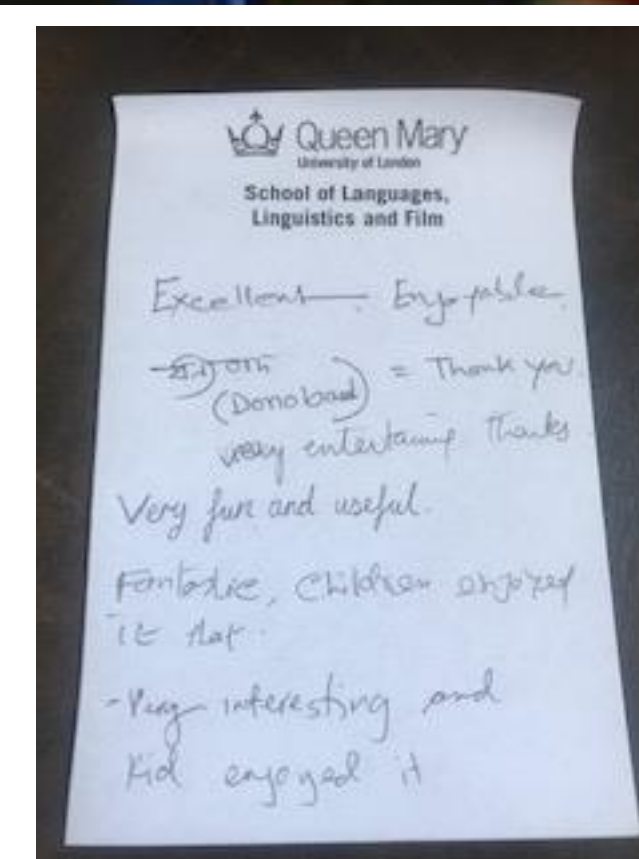 Queen Mary
University of London
School of Languages,
Linguistics and Film
Excellent — Enjoyable
= Thank you.
(Donobad)
very entertaining Thanks
Very fun and useful.
Fantastic, Children enjoyed
it
- Very interesting and
Kid enjoyed it